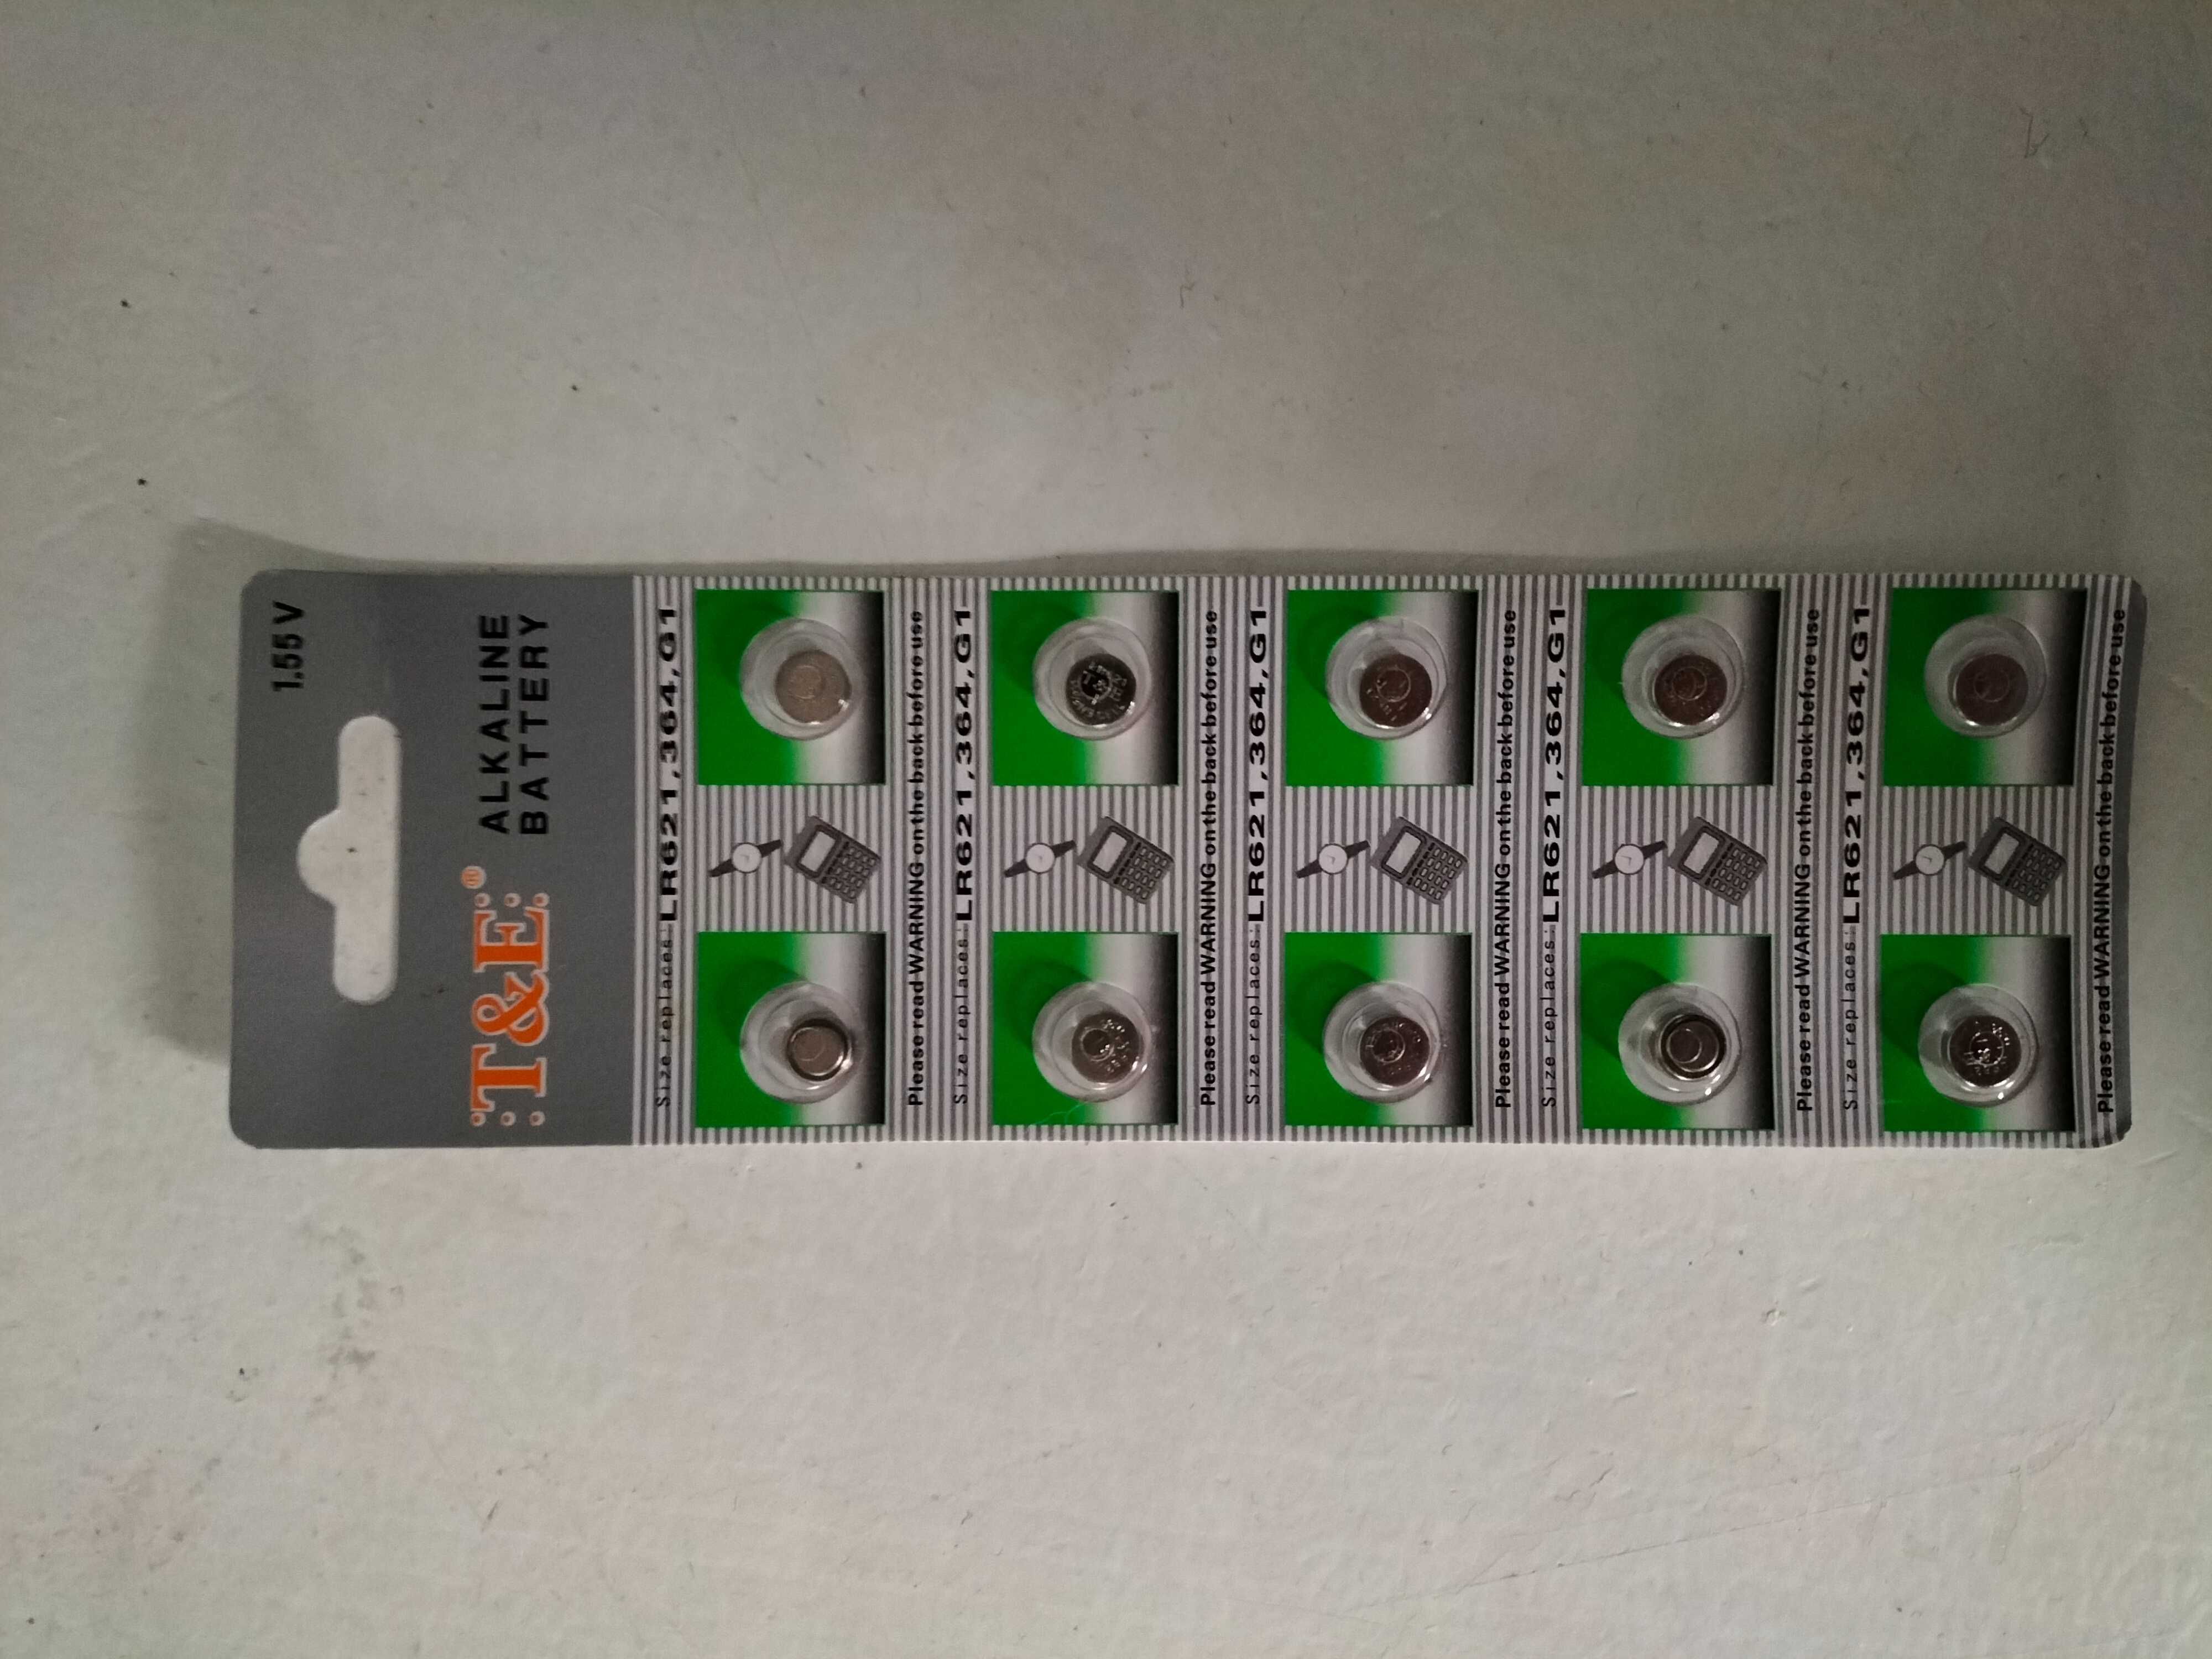 1.55 V
T&E® ALKALINE
BATTERY
Size replaces: LR621,364,G1
Please read WARNING on the back before use
Size replaces: LR621,364,G1
Please read WARNING on the back before use
Size replaces: LR621,364,G1
Please read WARNING on the back before use
Size replaces: LR621,364,G1
Please read WARNING on the back before use
Size replaces: LR621,364,G1
Please read WARNING on the back before use